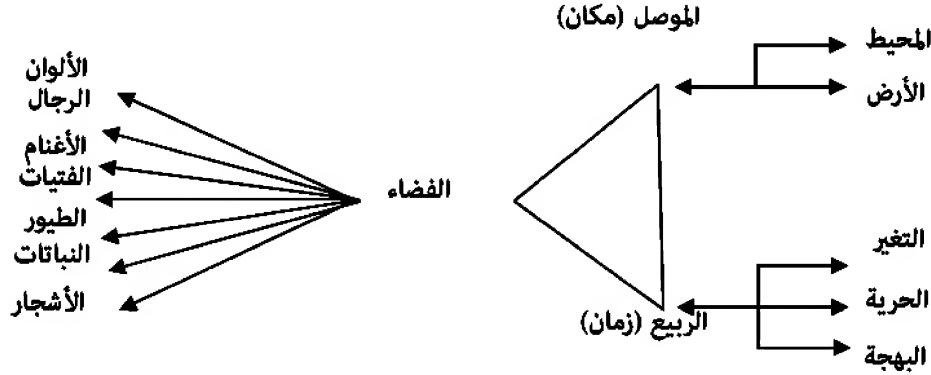 الموصل (مكان)
المحيط
الأرض
الألوان
الرجال
الأغنام
الفتيات
الطيور
النباتات
الأشجار
الفضاء
التغير
الحرية
البهجة
الربيع (زمان)